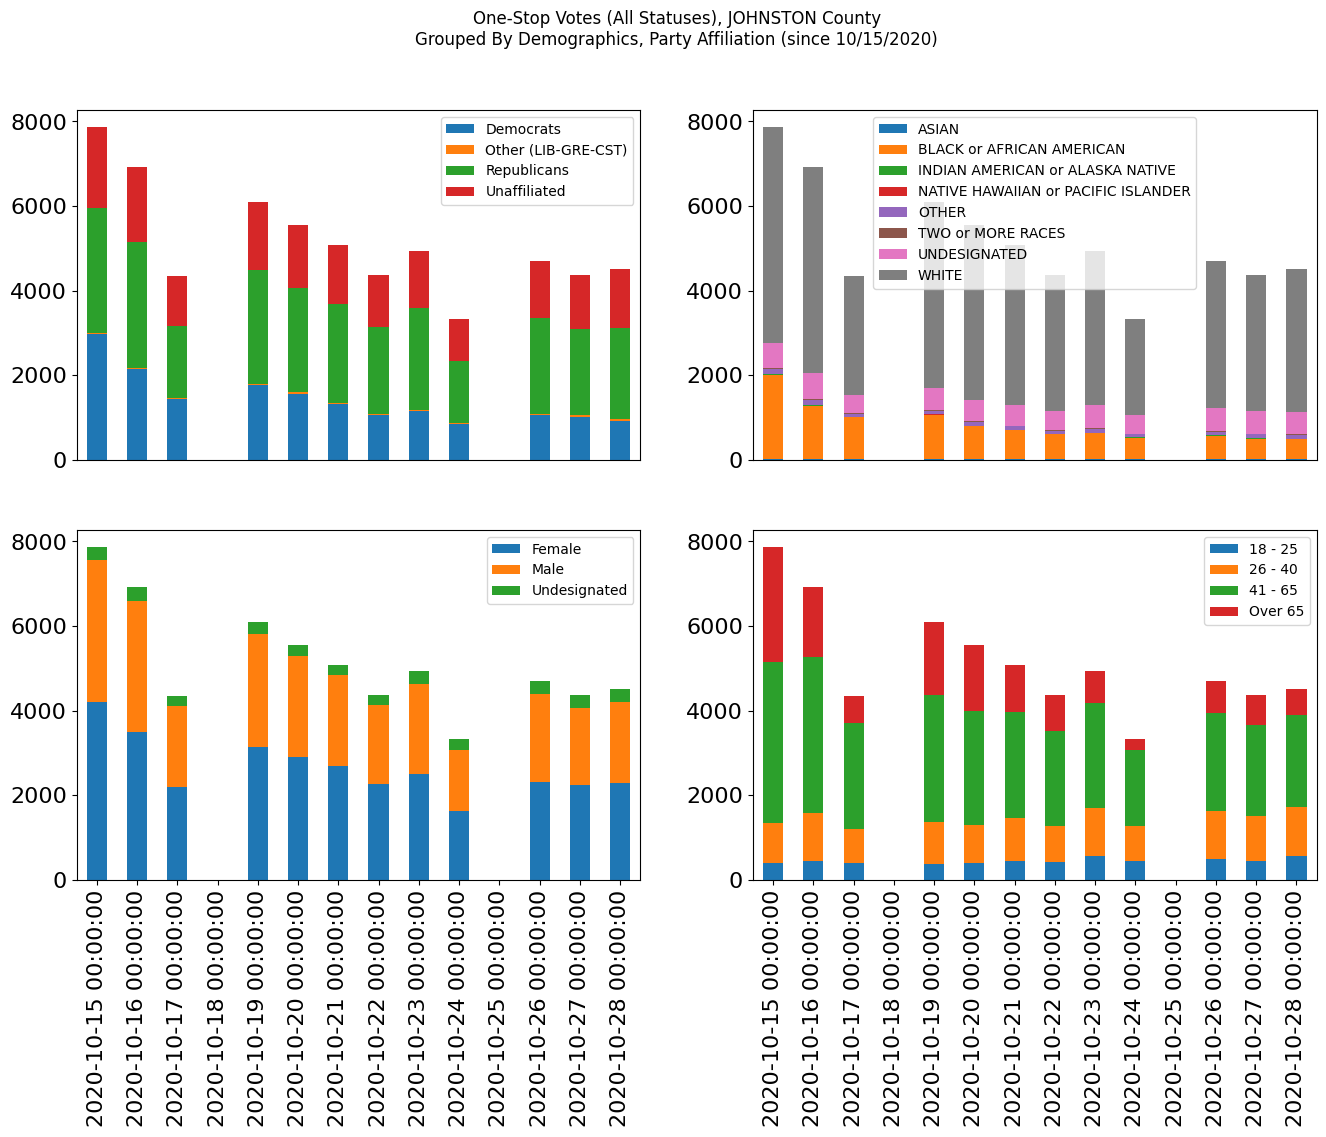 One-Stop Votes (All Statuses), JOHNSTON County
Grouped By Demographics, Party Affiliation (since 10/15/2020)
8000
6000
4000
2000
0
Democrats
Other (LIB-GRE-CST)
Republicans
Unaffiliated
8000
6000
4000
2000
0
ASIAN
BLACK or AFRICAN AMERICAN
INDIAN AMERICAN or ALASKA NATIVE
NATIVE HAWAIIAN or PACIFIC ISLANDER
OTHER
TWO or MORE RACES
UNDESIGNATED
WHITE
8000
6000
4000
2000
0
Female
Male
Undesignated
2020-10-15 00:00:00
2020-10-16 00:00:00
2020-10-17 00:00:00
2020-10-18 00:00:00
2020-10-19 00:00:00
2020-10-20 00:00:00
2020-10-21 00:00:00
2020-10-22 00:00:00
2020-10-23 00:00:00
2020-10-24 00:00:00
2020-10-25 00:00:00
2020-10-26 00:00:00
2020-10-27 00:00:00
2020-10-28 00:00:00
8000
6000
4000
2000
0
18 - 25
26 - 40
41 - 65
Over 65
2020-10-15 00:00:00
2020-10-16 00:00:00
2020-10-17 00:00:00
2020-10-18 00:00:00
2020-10-19 00:00:00
2020-10-20 00:00:00
2020-10-21 00:00:00
2020-10-22 00:00:00
2020-10-23 00:00:00
2020-10-24 00:00:00
2020-10-25 00:00:00
2020-10-26 00:00:00
2020-10-27 00:00:00
2020-10-28 00:00:00